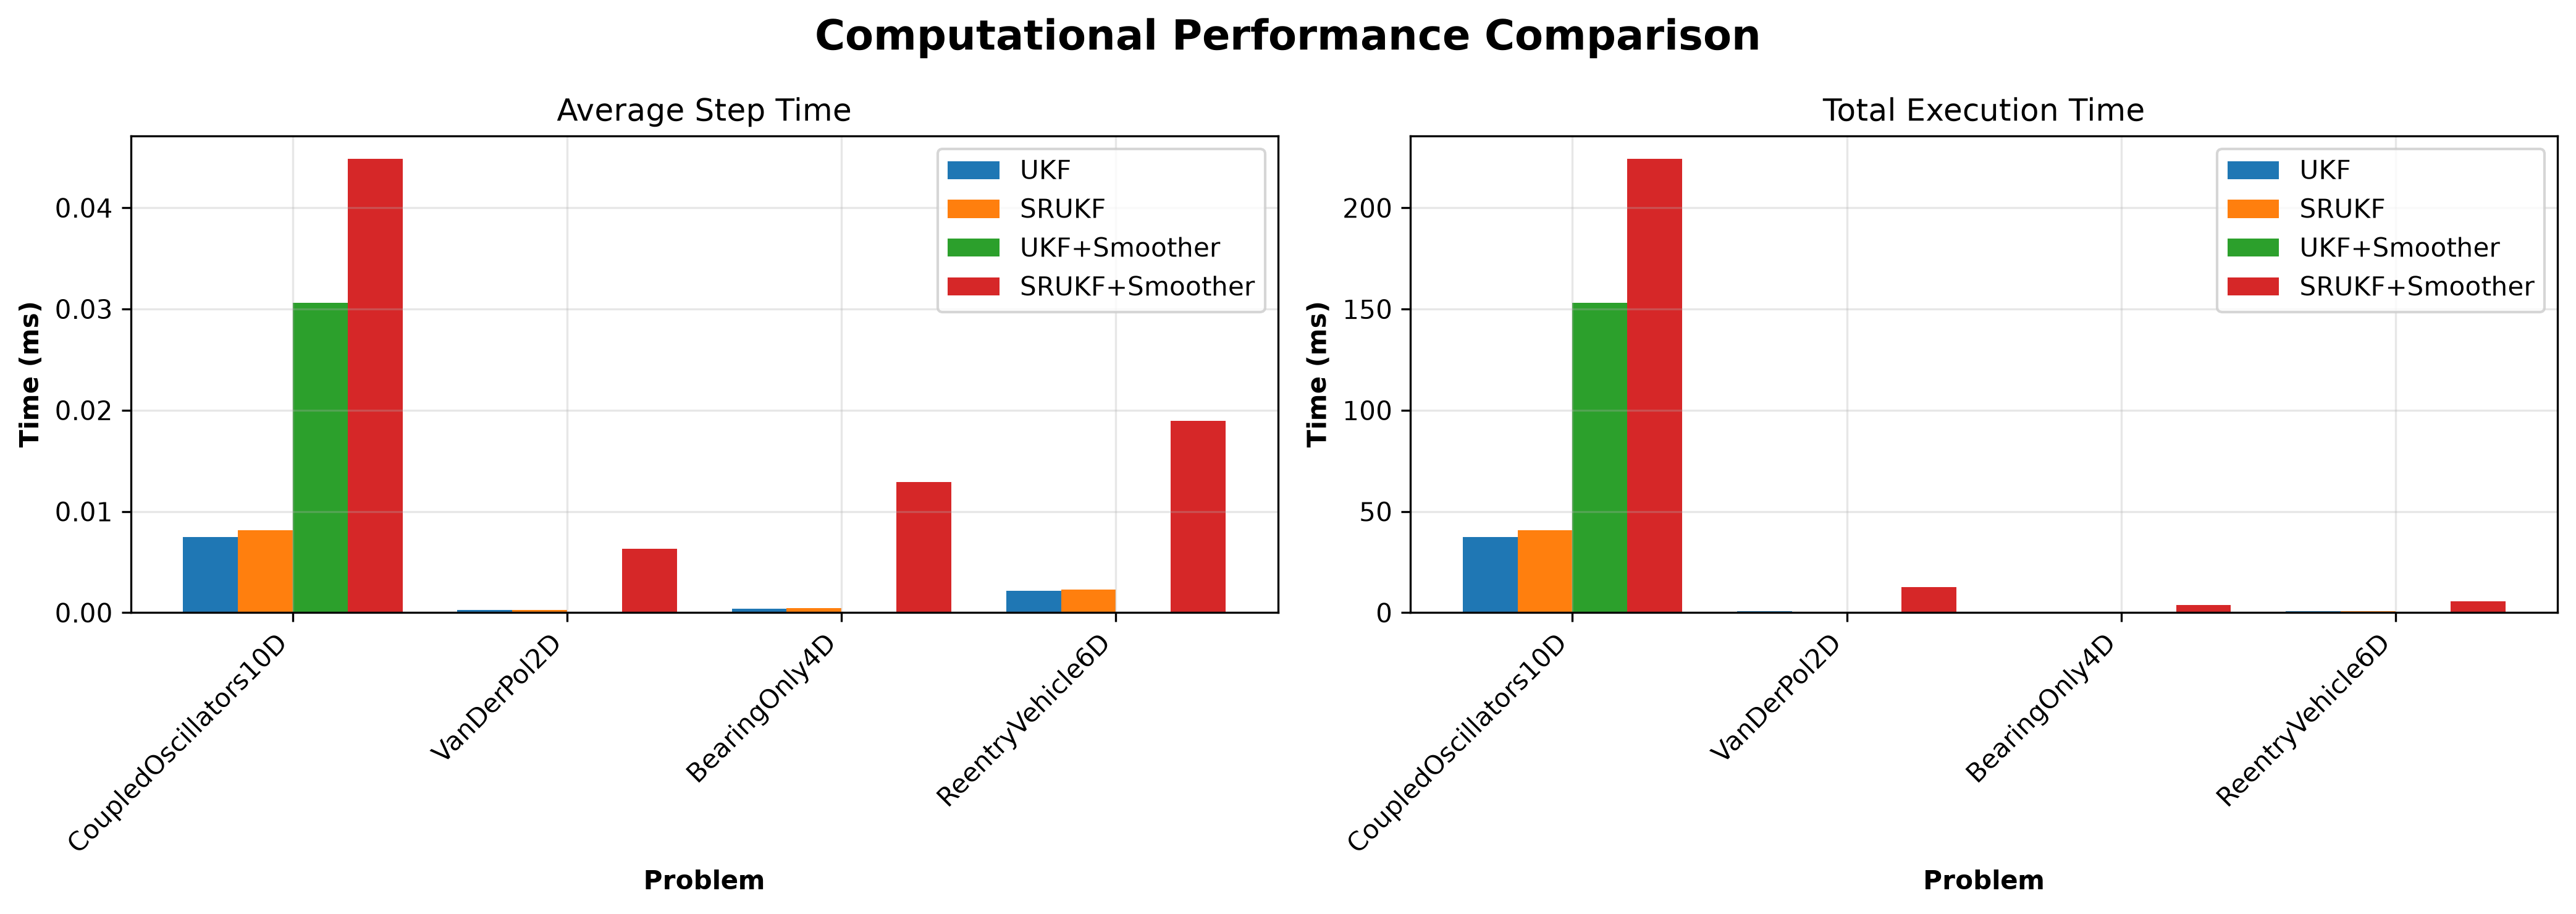 Computational Performance Comparison
Average Step Time
Time (ms)
0.04
0.03
0.02
0.01
0.00
UKF
SRUKF
UKF+Smoother
SRUKF+Smoother
CoupledOscillators10D
VanDerPol2D
BearingOnly4D
ReentryVehicle6D
Problem
Total Execution Time
Time (ms)
200
150
100
50
0
UKF
SRUKF
UKF+Smoother
SRUKF+Smoother
CoupledOscillators10D
VanDerPol2D
BearingOnly4D
ReentryVehicle6D
Problem